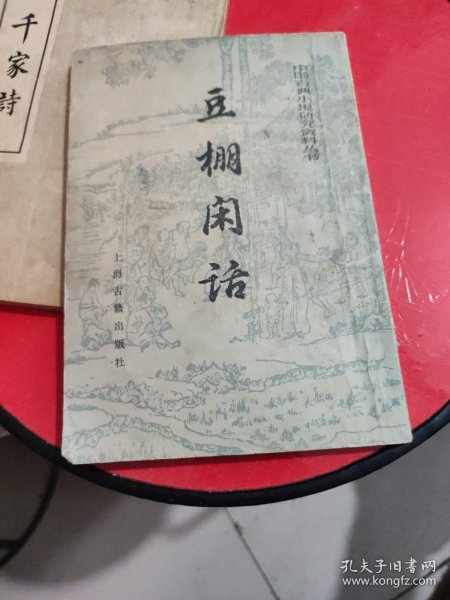 千家詩
中国古典小说研究资料丛书
豆棚闲话
上海古籍出版社
孔夫子旧书网
www.kongfz.com